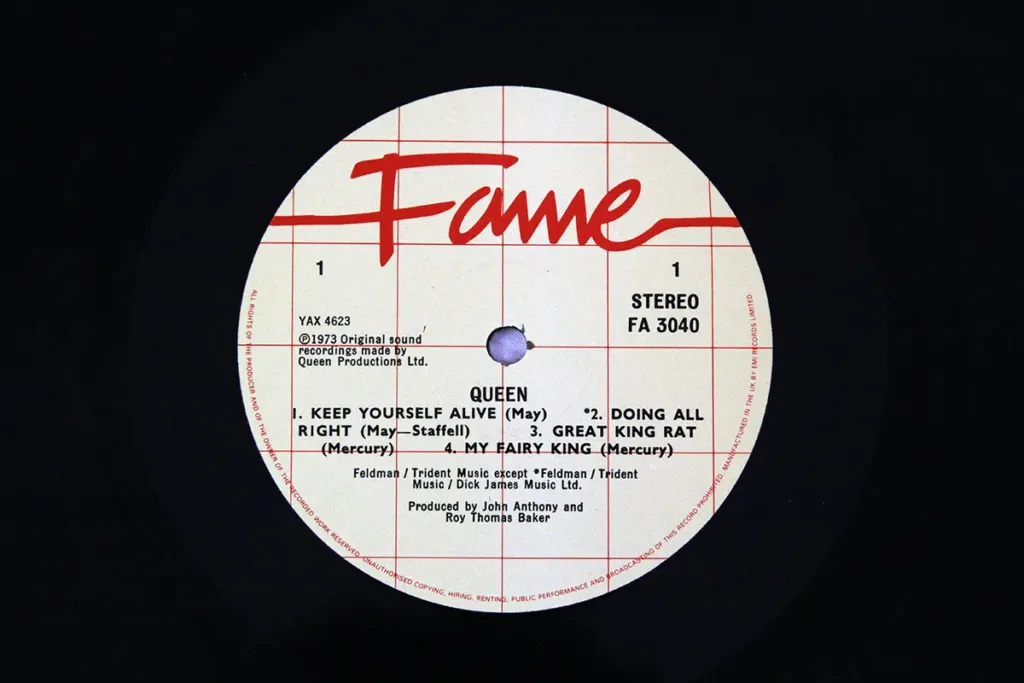 Fame
1
1
STEREO
FA 3040
YAX 4623
℗1973 Original sound
recordings made by
Queen Productions Ltd.
QUEEN
1. KEEP YOURSELF ALIVE (May) *2. DOING ALL
RIGHT (May—Staffell) 3. GREAT KING RAT
(Mercury) 4. MY FAIRY KING (Mercury)
Feldman / Trident Music except *Feldman / Trident
Music / Dick James Music Ltd.
Produced by John Anthony and
Roy Thomas Baker
ALL RIGHTS OF THE PRODUCER AND OF THE OWNER OF THE RECORDED WORK RESERVED. UNAUTHORISED COPYING, HIRING, RENTING, PUBLIC PERFORMANCE AND BROADCASTING OF THIS RECORD PROHIBITED. MANUFACTURED IN THE UK BY EMI RECORDS LIMITED.